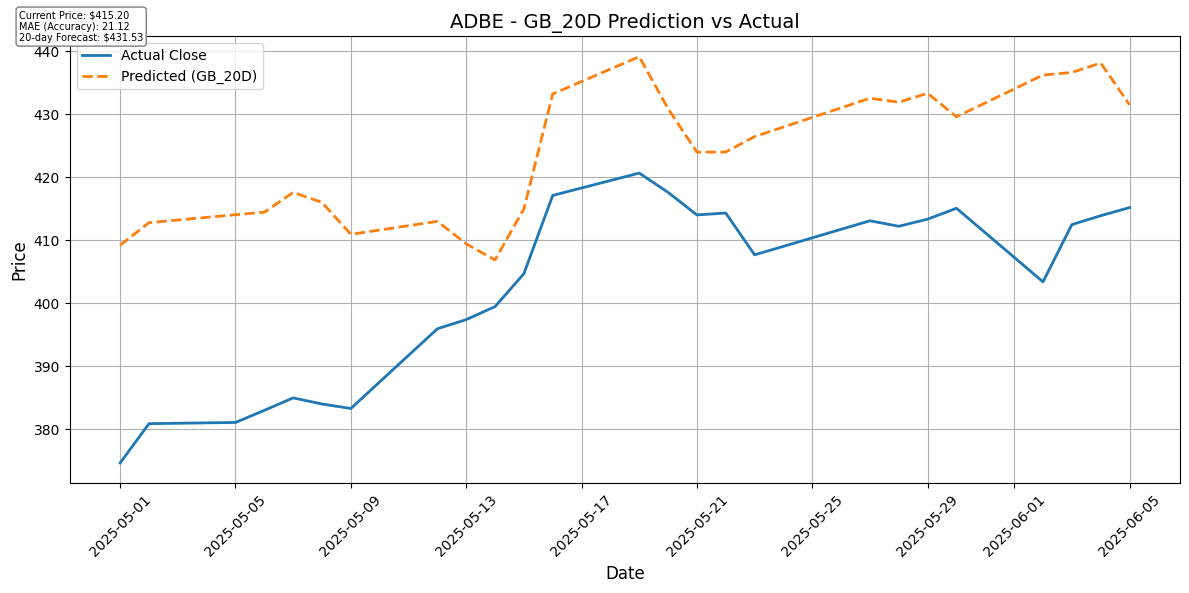 Current Price: $415.20
MAE (Accuracy): 21.12
20-day Forecast: $431.53
ADBE - GB_20D Prediction vs Actual
Actual Close
Predicted (GB_20D)
Price
440
430
420
410
400
390
380
2025-05-01
2025-05-05
2025-05-09
2025-05-13
2025-05-17
2025-05-21
2025-05-25
2025-05-29
2025-06-01
2025-06-05
Date